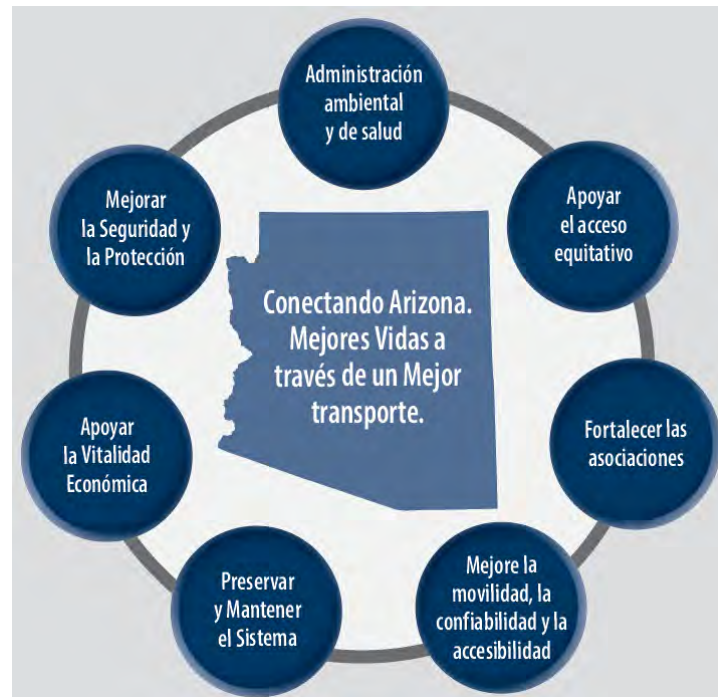 Administración
ambiental
y de salud
Apoyar
el acceso
equitativo
Fortalecer las
asociaciones
Mejore la
movilidad, la
confiabilidad y la
accesibilidad
Preservar
y Mantener
el Sistema
Apoyar
la Vitalidad
Económica
Mejorar
la Seguridad y
la Protección
Conectando Arizona.
Mejores Vidas a
través de un Mejor
transporte.